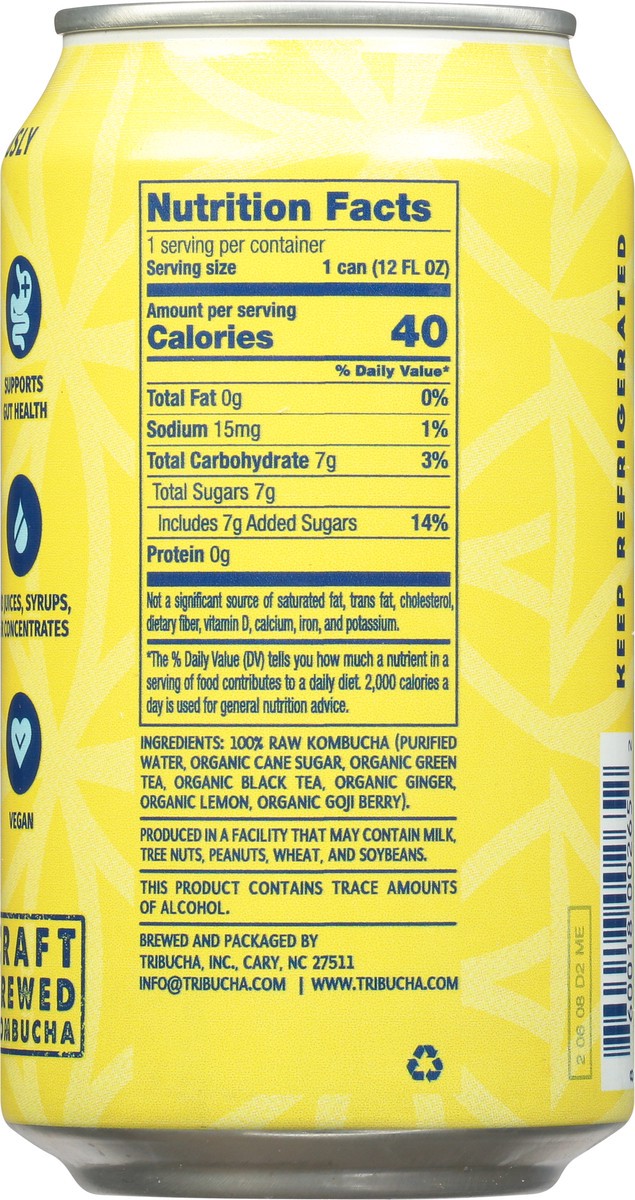 Nutrition Facts
1 serving per container
Serving size 1 can (12 FL OZ)
Amount per serving
Calories 40
% Daily Value*
Total Fat 0g 0%
Sodium 15mg 1%
Total Carbohydrate 7g 3%
Total Sugars 7g
Includes 7g Added Sugars 14%
Protein 0g
Not a significant source of saturated fat, trans fat, cholesterol,
dietary fiber, vitamin D, calcium, iron, and potassium.
*The % Daily Value (DV) tells you how much a nutrient in a
serving of food contributes to a daily diet. 2,000 calories a
day is used for general nutrition advice.
INGREDIENTS: 100% RAW KOMBUCHA (PURIFIED
WATER, ORGANIC CANE SUGAR, ORGANIC GREEN
TEA, ORGANIC BLACK TEA, ORGANIC GINGER,
ORGANIC LEMON, ORGANIC GOJI BERRY).
PRODUCED IN A FACILITY THAT MAY CONTAIN MILK,
TREE NUTS, PEANUTS, WHEAT, AND SOYBEANS.
THIS PRODUCT CONTAINS TRACE AMOUNTS
OF ALCOHOL.
BREWED AND PACKAGED BY
TRIBUCHA, INC., CARY, NC 27511
INFO@TRIBUCHA.COM | WWW.TRIBUCHA.COM
SUPPORTS
GUT HEALTH
JUICES, SYRUPS,
CONCENTRATES
VEGAN
RAFT
REWED
OMBUCHA
KEEP REFRIGERATED
2 06 08 D2 ME